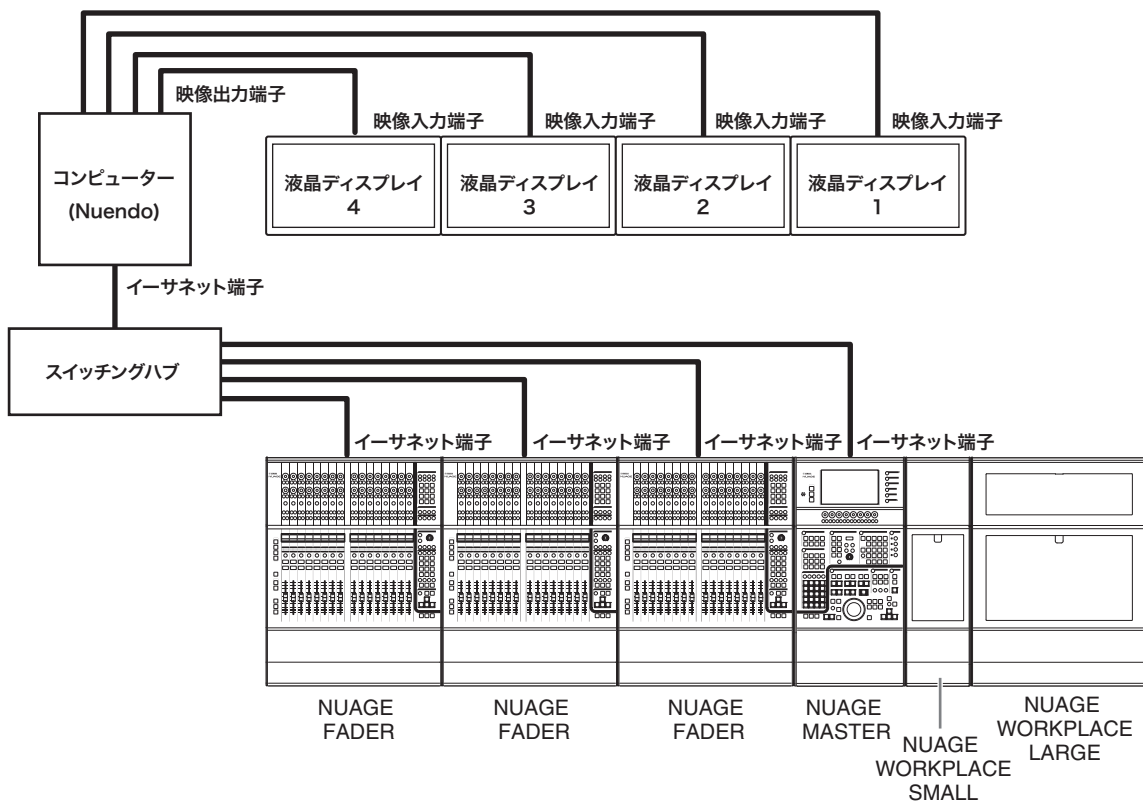 映像出力端子
映像入力端子
映像入力端子
映像入力端子
映像入力端子
コンピューター
(Nuendo)
液晶ディスプレイ
4
液晶ディスプレイ
3
液晶ディスプレイ
2
液晶ディスプレイ
1
イーサネット端子
スイッチングハブ
イーサネット端子
イーサネット端子
イーサネット端子
イーサネット端子
NUAGE
FADER
NUAGE
FADER
NUAGE
FADER
NUAGE
MASTER
NUAGE
WORKPLACE
SMALL
NUAGE
WORKPLACE
LARGE